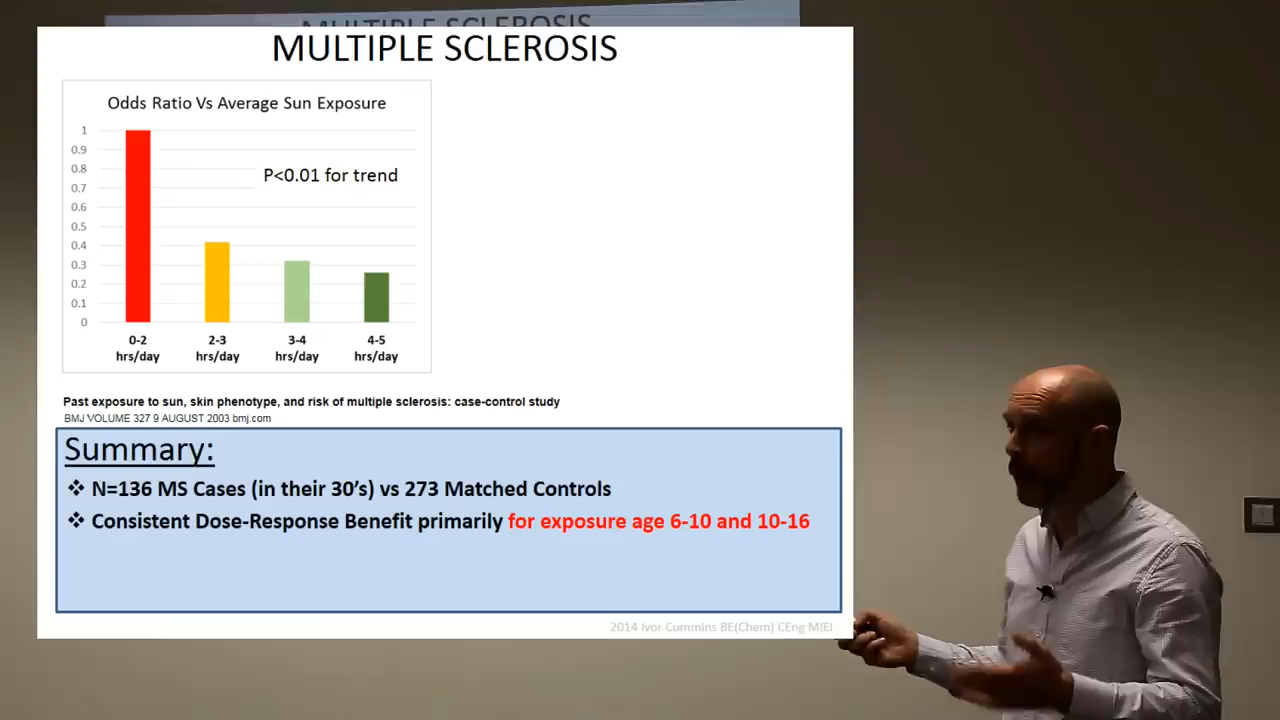 MULTIPLE SCLEROSIS
MULTIPLE SCLEROSIS
Odds Ratio Vs Average Sun Exposure
P<0.01 for trend
1
0.9
0.8
0.7
0.6
0.5
0.4
0.3
0.2
0.1
0
0-2 2-3 3-4 4-5
hrs/day hrs/day hrs/day hrs/day
Past exposure to sun, skin phenotype, and risk of multiple sclerosis: case-control study
BMJ VOLUME 327 9 AUGUST 2003 bmj.com
Summary:
❖ N=136 MS Cases (in their 30's) vs 273 Matched Controls
❖ Consistent Dose-Response Benefit primarily for exposure age 6-10 and 10-16
2014 Ivor Cummins BE(Chem) CEng MIEI